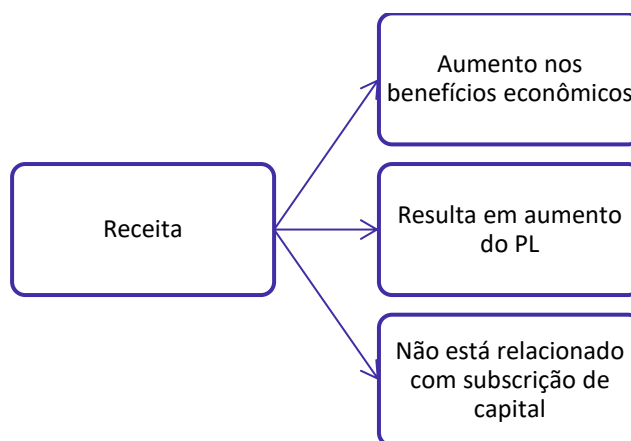 Receita
Aumento nos
benefícios econômicos
Resulta em aumento
do PL
Não está relacionado
com subscrição de
capital